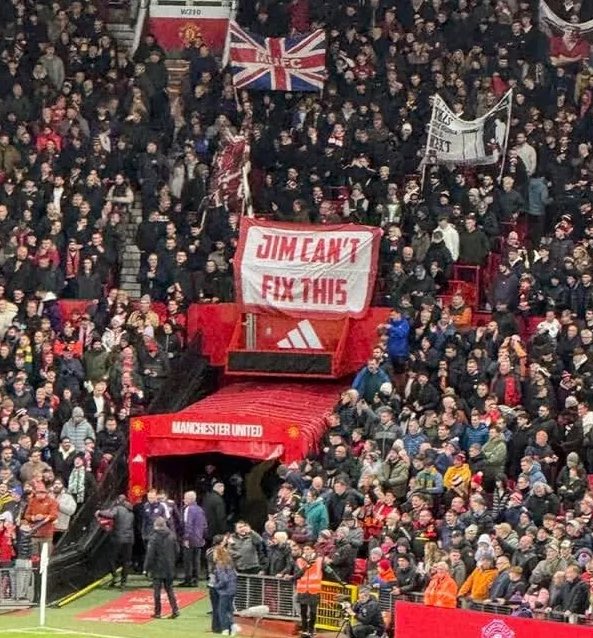 MUFC
JIM CAN'T
FIX THIS
MANCHESTER UNITED